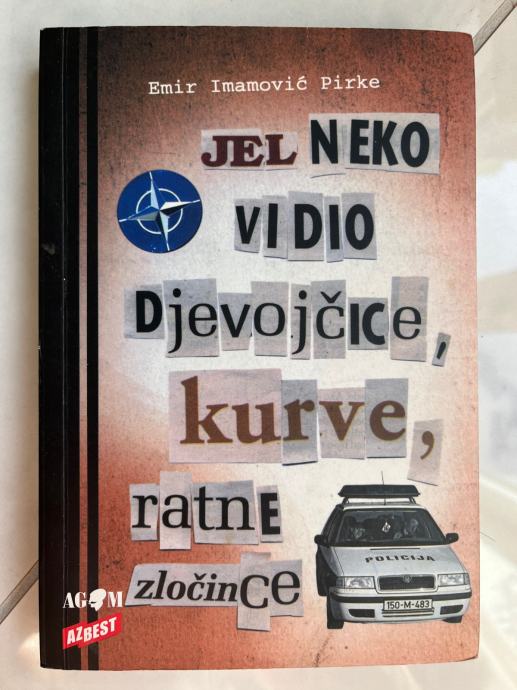 Emir Imamović Pirke
JEL NEKO
VIDIO
Djevojčice,
kurve,
ratnE
zločinCe
POLICIJA
150-M-483
AGM
AZBEST